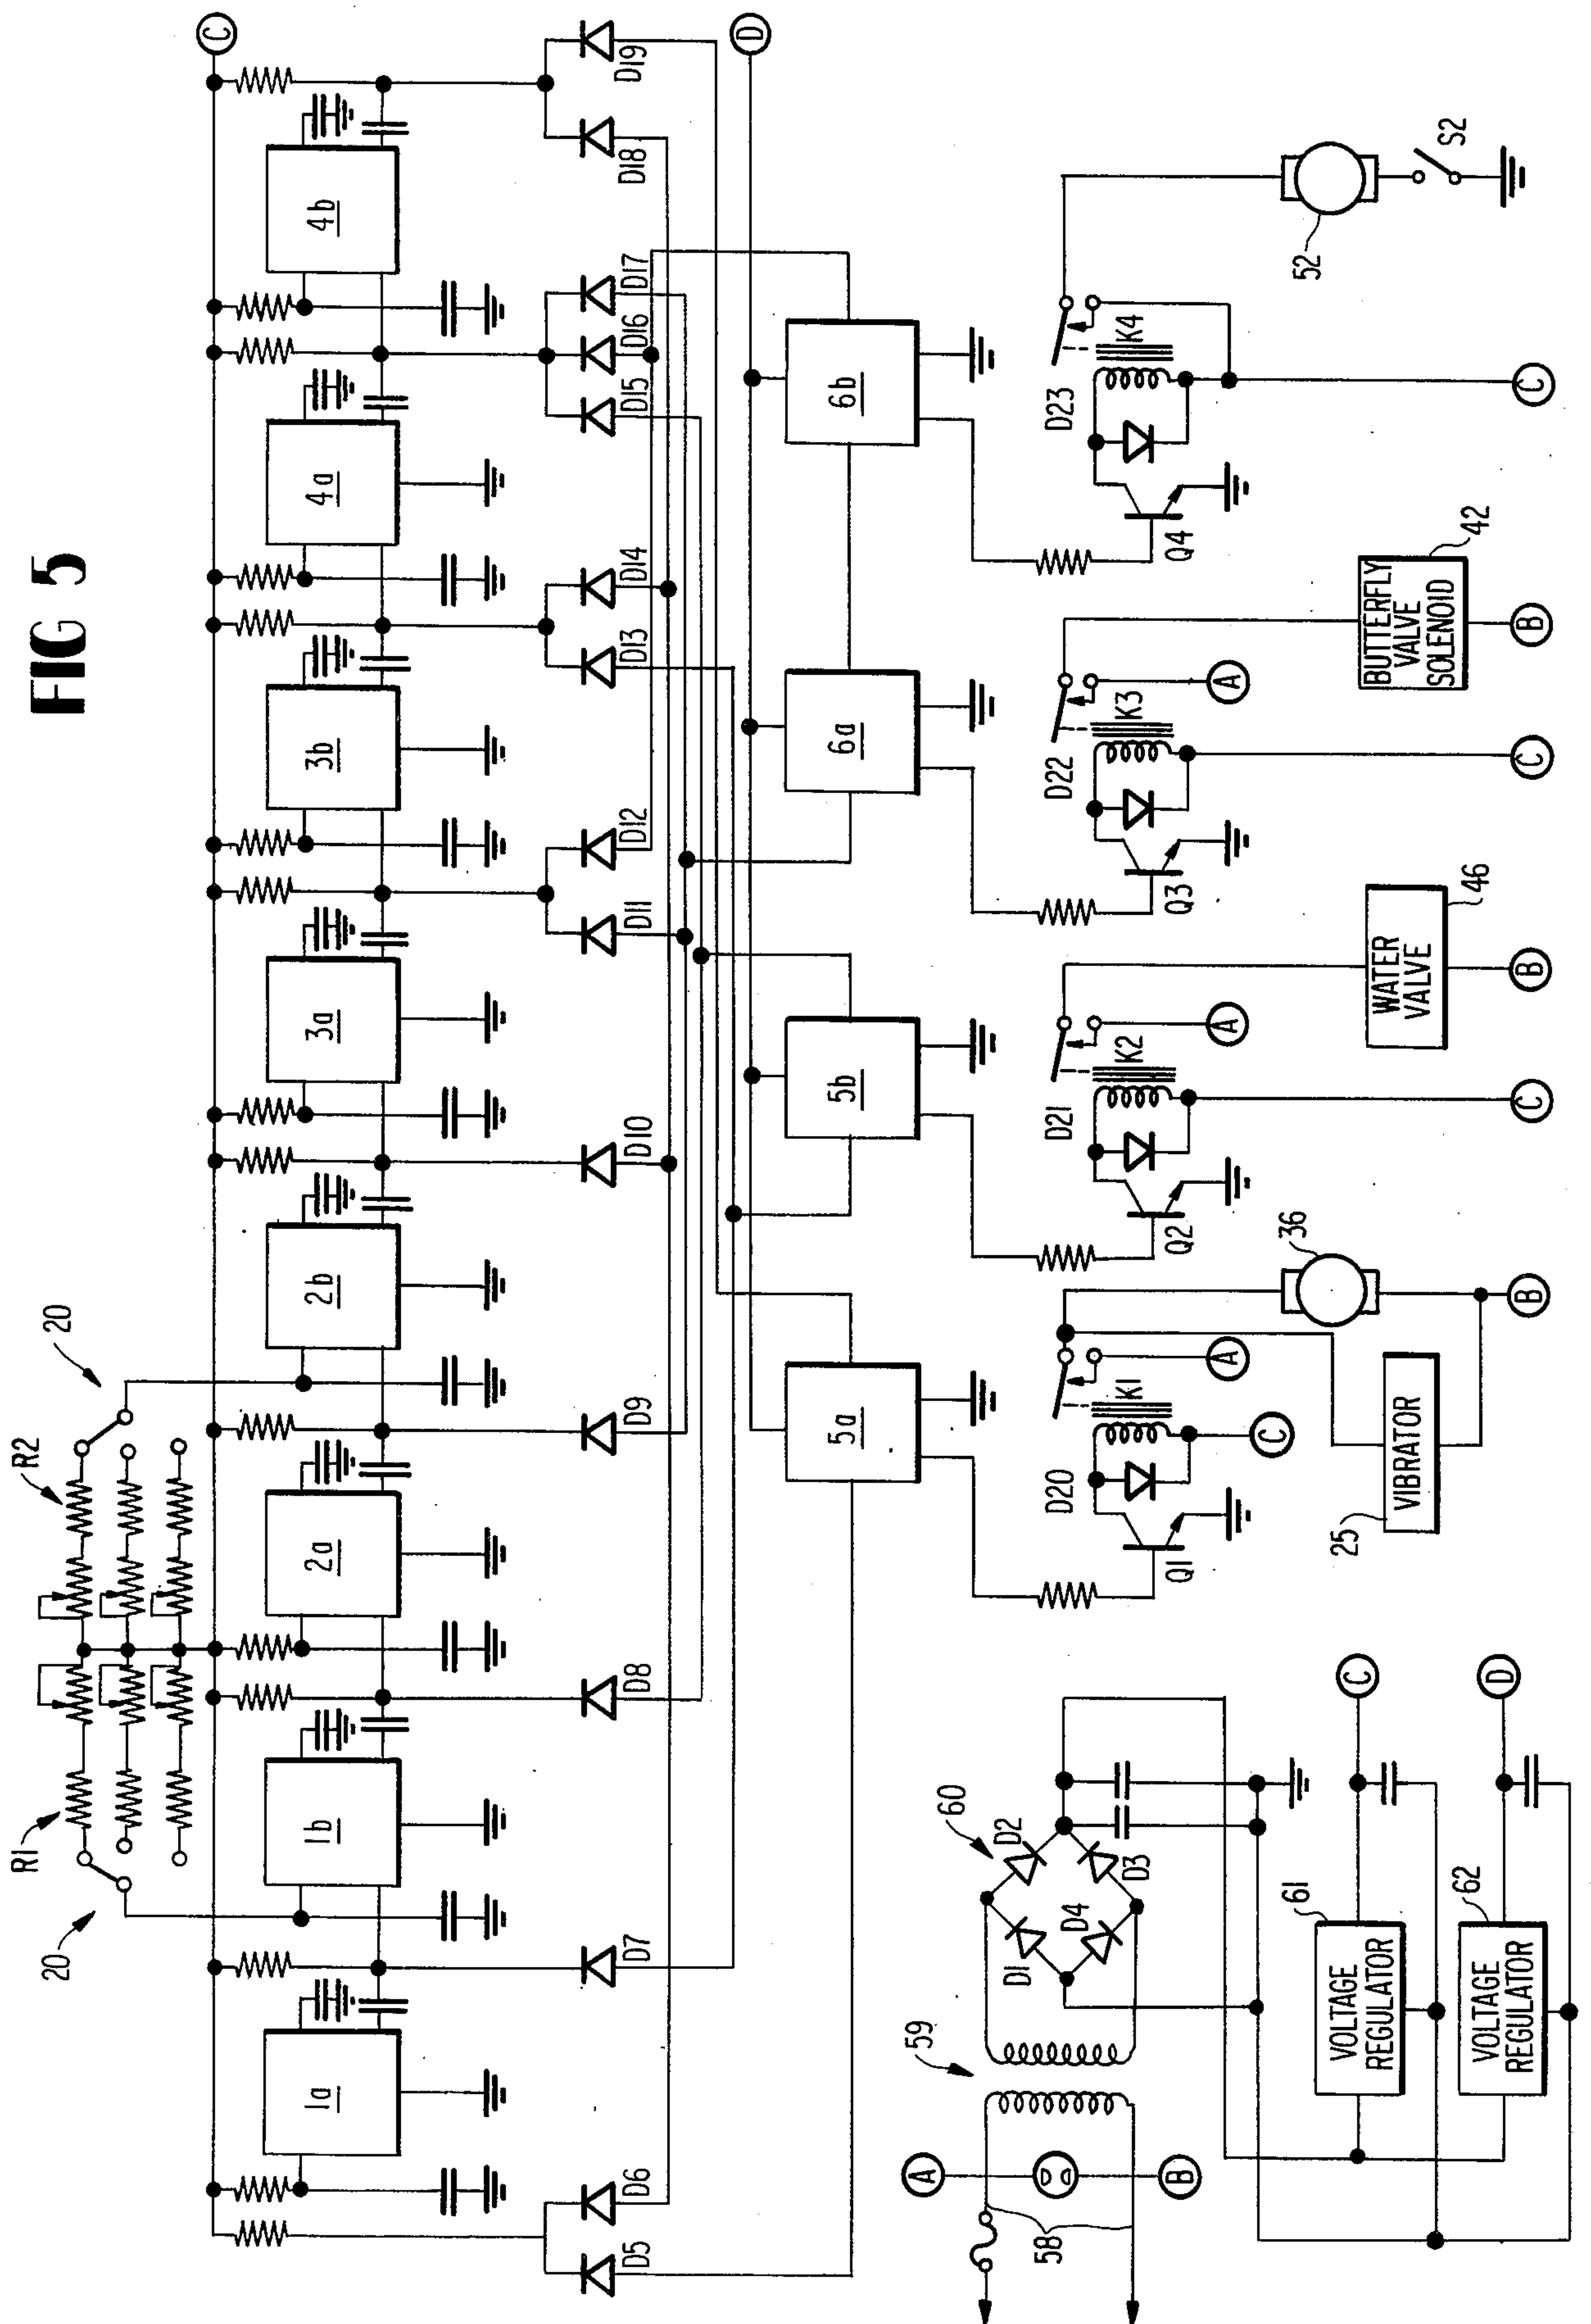 FIG 5
C
R1
R2
20
20
1a
1b
2a
2b
3a
3b
4a
4b
D5
D6
D7
D8
D9
D10
D11
D12
D13
D14
D15
D16
D17
D18
D19
D
5a
5b
6a
6b
Q1
D20
K1
A
C
Q2
D21
K2
A
C
Q3
D22
K3
A
C
Q4
D23
K4
C
25
VIBRATOR
36
B
WATER
VALVE
46
B
BUTTERFLY
VALVE
SOLENOID
42
B
52
S2
A
B
58
59
60
D1
D2
D3
D4
VOLTAGE
REGULATOR
61
C
VOLTAGE
REGULATOR
62
D